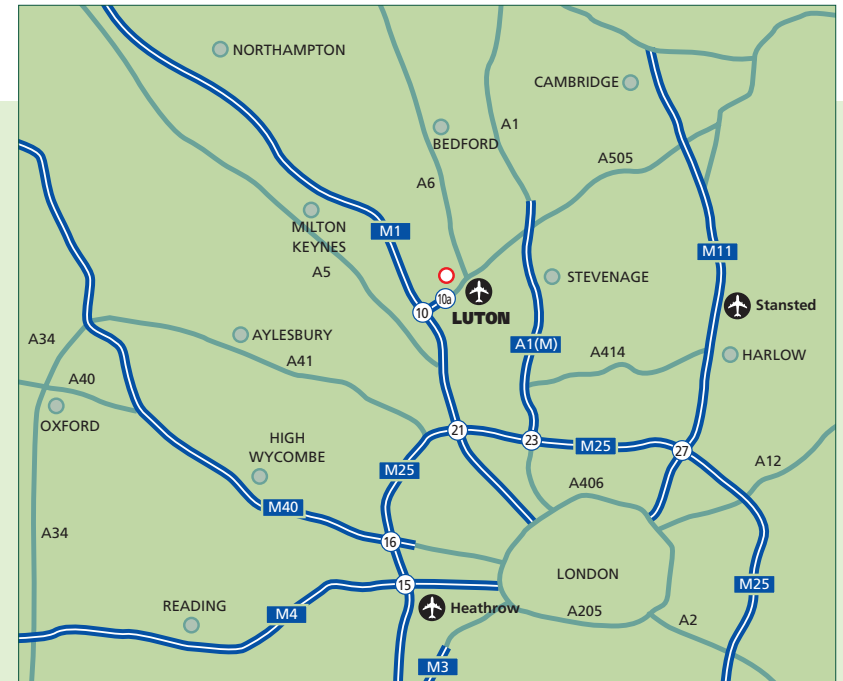 NORTHAMPTON
CAMBRIDGE
A1
BEDFORD
A505
A6
MILTON
KEYNES
M1
A5
M11
STEVENAGE
10a
10
LUTON
Stansted
A34
AYLESBURY
A1(M)
A414
HARLOW
A41
A40
OXFORD
21
23
M25
27
HIGH
WYCOMBE
M25
A12
A406
M40
A34
16
LONDON
15
M25
READING
M4
Heathrow
A205
A2
M3